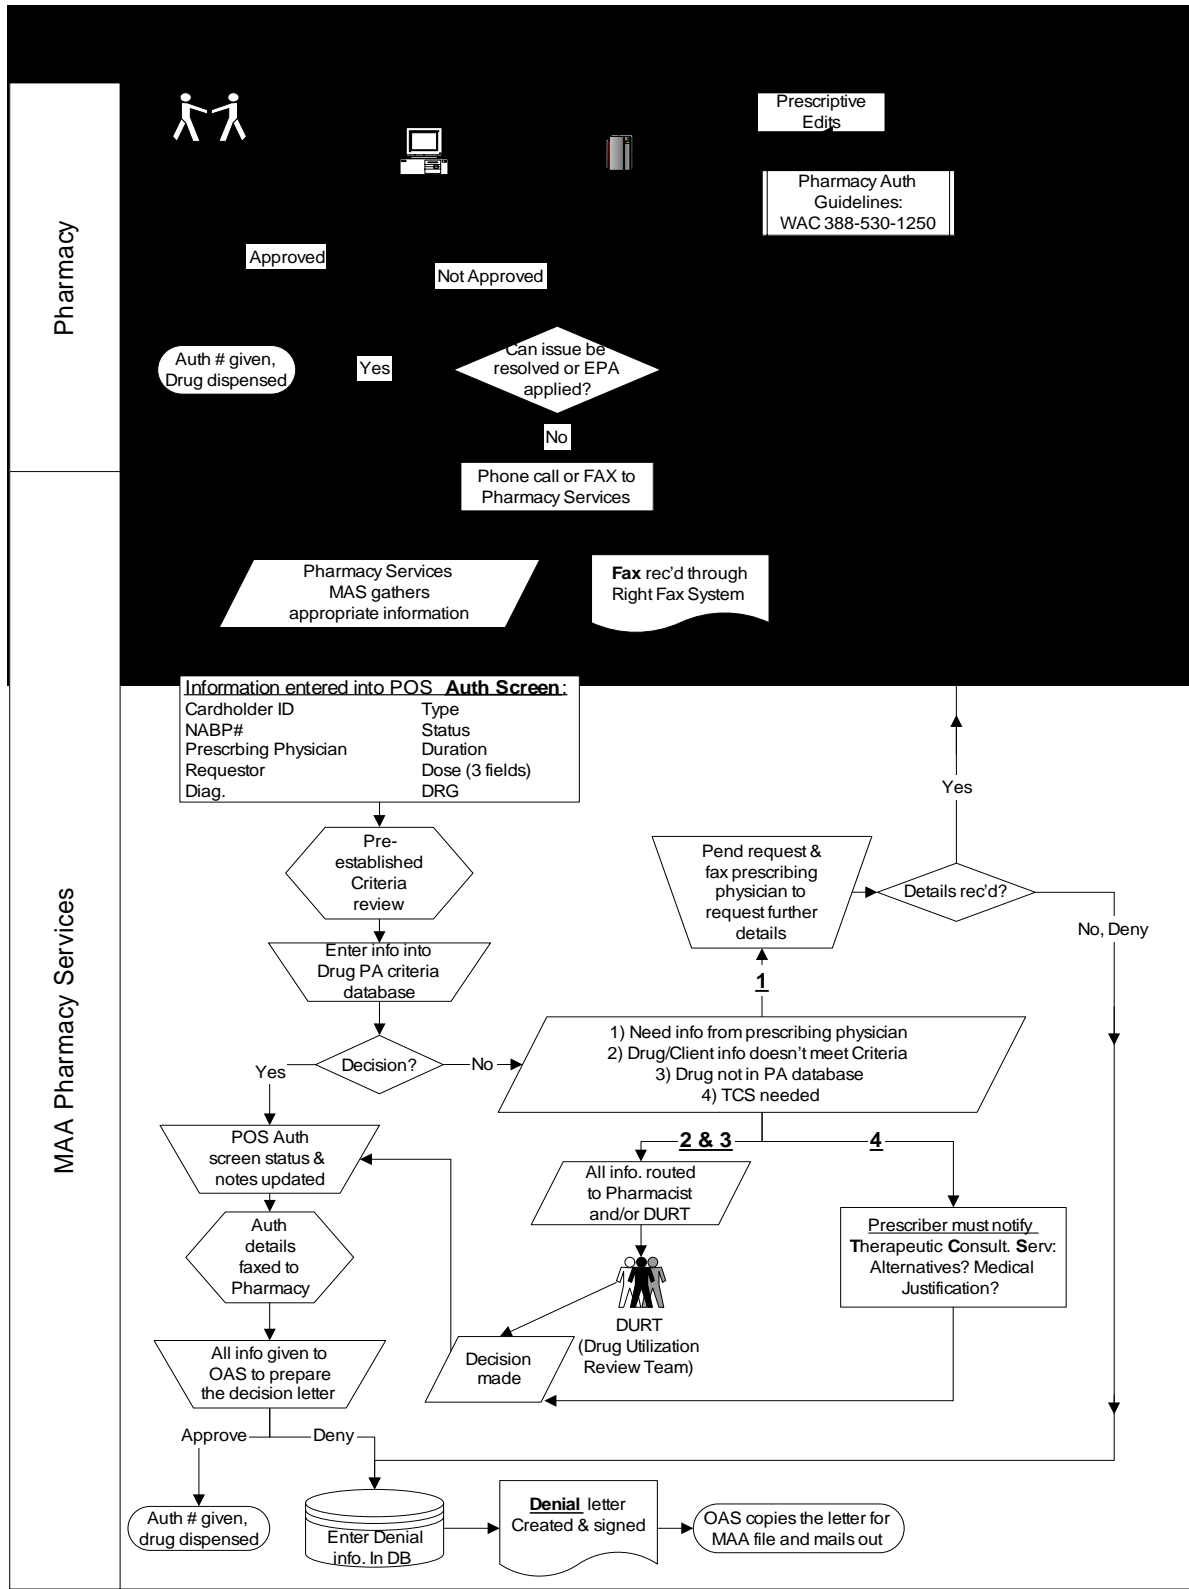 Prescriptive
Edits
Pharmacy Auth
Guidelines:
WAC 388-530-1250
Pharmacy
Approved
Not Approved
Auth # given,
Drug dispensed
Yes
Can issue be
resolved or EPA
applied?
No
Phone call or FAX to
Pharmacy Services
Pharmacy Services
MAS gathers
appropriate information
Fax rec'd through
Right Fax System
MAA Pharmacy Services
Information entered into POS Auth Screen:
Cardholder ID Type
NABP# Status
Prescrbing Physician Duration
Requestor Dose (3 fields)
Diag. DRG
Pre-
established
Criteria
review
Enter info into
Drug PA criteria
database
Decision?
Yes
No
Pend request &
fax prescribing
physician to
request further
details
Details rec'd?
Yes
No, Deny
1
1) Need info from prescribing physician
2) Drug/Client info doesn't meet Criteria
3) Drug not in PA database
4) TCS needed
2 & 3
4
POS Auth
screen status &
notes updated
All info. routed
to Pharmacist
and/or DURT
Prescriber must notify
Therapeutic Consult. Serv:
Alternatives? Medical
Justification?
Auth
details
faxed to
Pharmacy
DURT
(Drug Utilization
Review Team)
Decision
made
All info given to
OAS to prepare
the decision letter
Approve
Deny
Auth # given,
drug dispensed
Enter Denial
info. In DB
Denial letter
Created & signed
OAS copies the letter for
MAA file and mails out